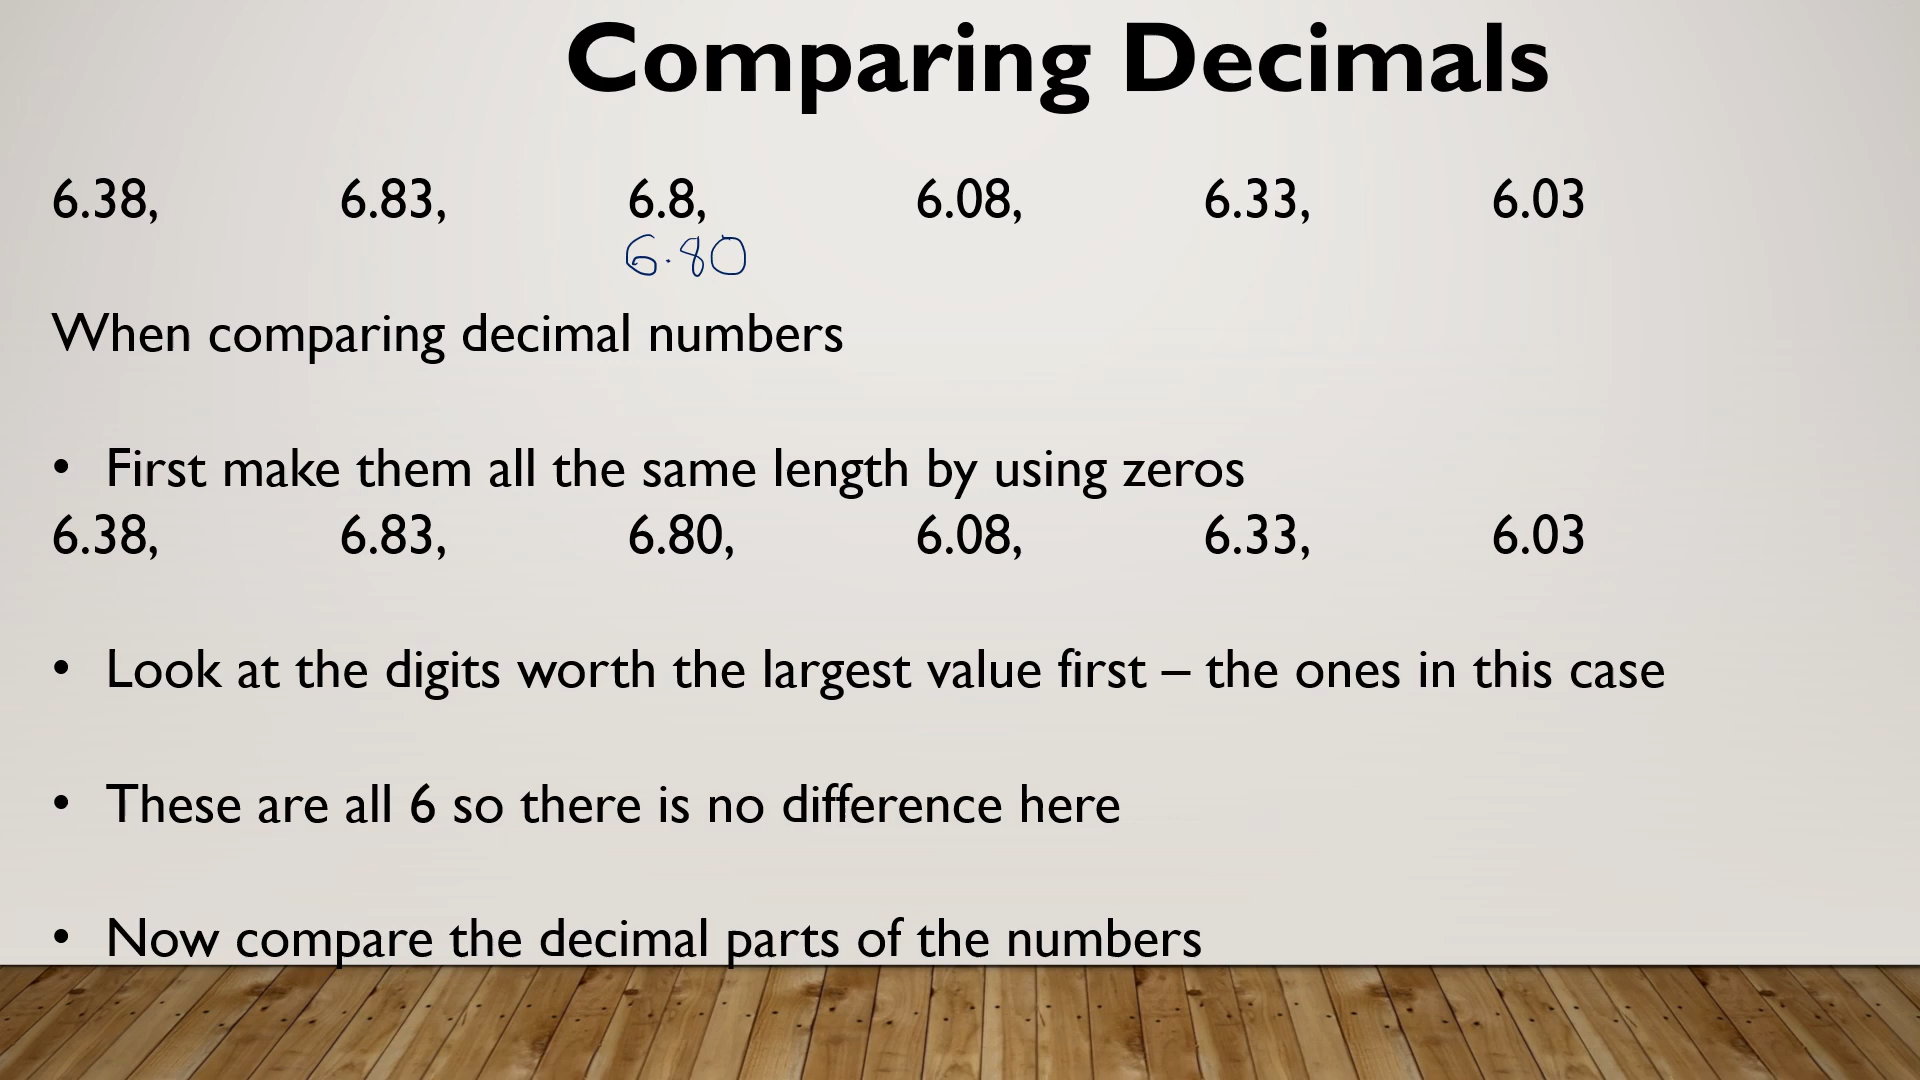 Comparing Decimals
6.38, 6.83, 6.8, 6.08, 6.33, 6.03
6.80
When comparing decimal numbers
• First make them all the same length by using zeros
6.38, 6.83, 6.80, 6.08, 6.33, 6.03
• Look at the digits worth the largest value first – the ones in this case
• These are all 6 so there is no difference here
• Now compare the decimal parts of the numbers